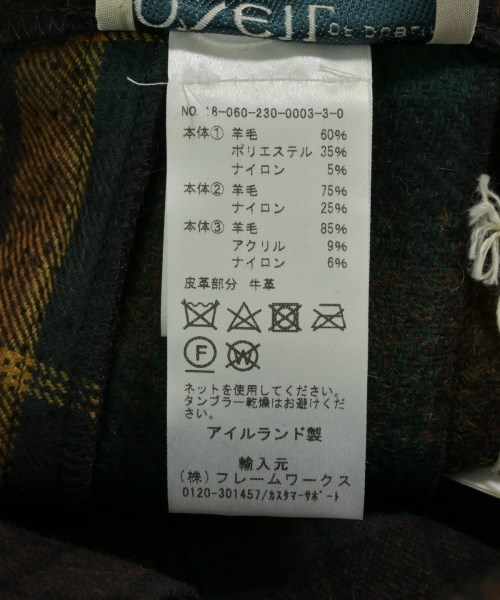 NO. 18-060-230-0003-3-0
本体① 羊毛 60%
ポリエステル 35%
ナイロン 5%
本体② 羊毛 75%
ナイロン 25%
本体③ 羊毛 85%
アクリル 9%
ナイロン 6%
皮革部分 牛革
F W
ネットを使用してください。
タンブラー乾燥はお避けくだ
さい。
アイルランド製
輸入元
(株)フレームワークス
0120-301457/カスタマーサポート